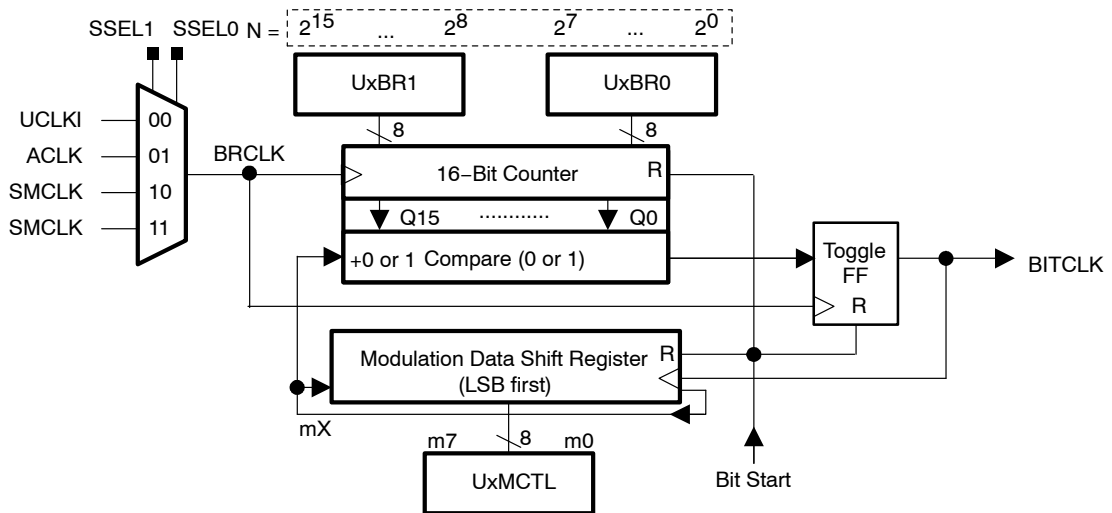 SSEL1 SSEL0 N = 2^15 ... 2^8 2^7 ... 2^0
UxBR1 UxBR0
8 8
UCLKI 00
ACLK 01
SMCLK 10
SMCLK 11
BRCLK
16−Bit Counter R
Q15 ............ Q0
+0 or 1 Compare (0 or 1)
Toggle
FF
R
BITCLK
Modulation Data Shift Register R
(LSB first)
mX
m7 8 m0
UxMCTL
Bit Start